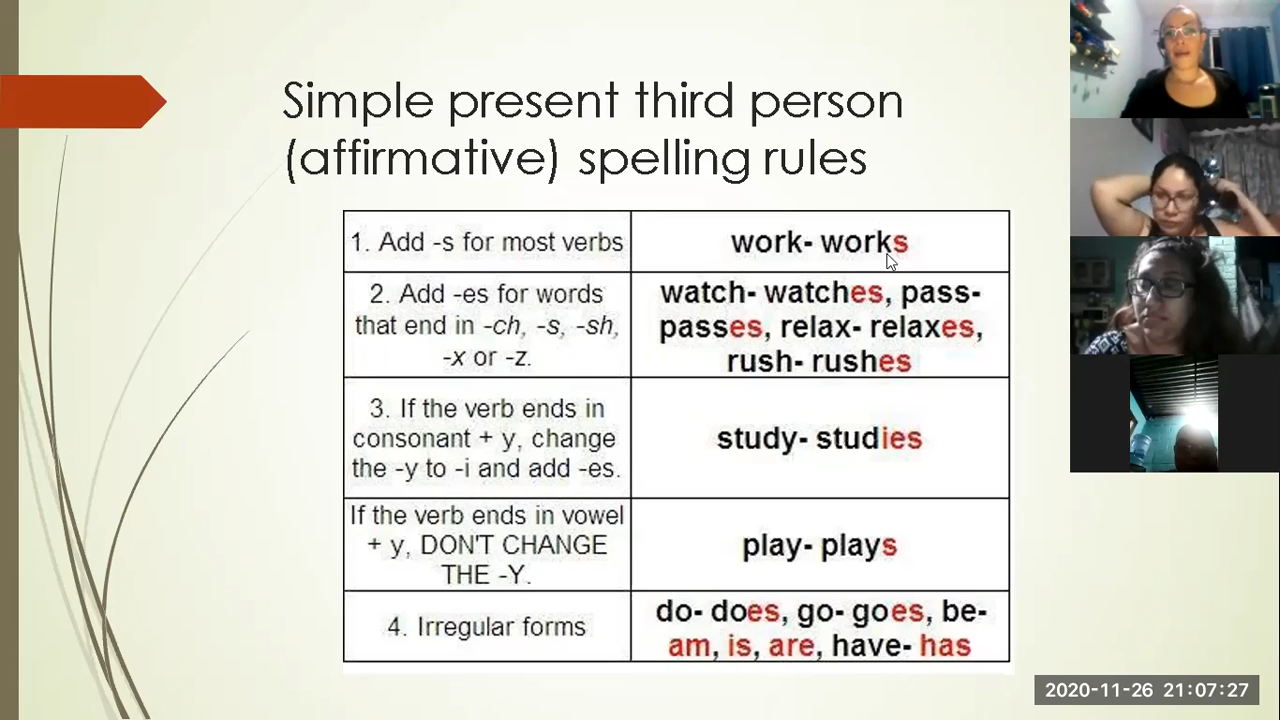 Simple present third person
(affirmative) spelling rules
1. Add -s for most verbs
work- works
2. Add -es for words
that end in -ch, -s, -sh,
-x or -z.
watch- watches, pass-
passes, relax- relaxes,
rush- rushes
3. If the verb ends in
consonant + y, change
the -y to -i and add -es.
study- studies
If the verb ends in vowel
+ y, DON'T CHANGE
THE -Y.
play- plays
4. Irregular forms
do- does, go- goes, be-
am, is, are, have- has
2020-11-26 21:07:27